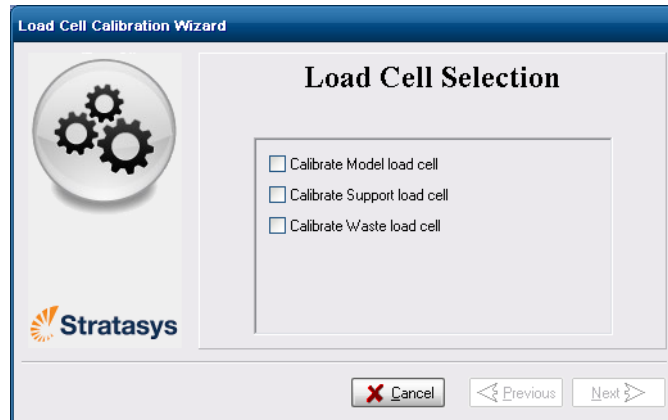 Load Cell Calibration Wizard
Load Cell Selection
Calibrate Model load cell
Calibrate Support load cell
Calibrate Waste load cell
Stratasys
Cancel
Previous
Next